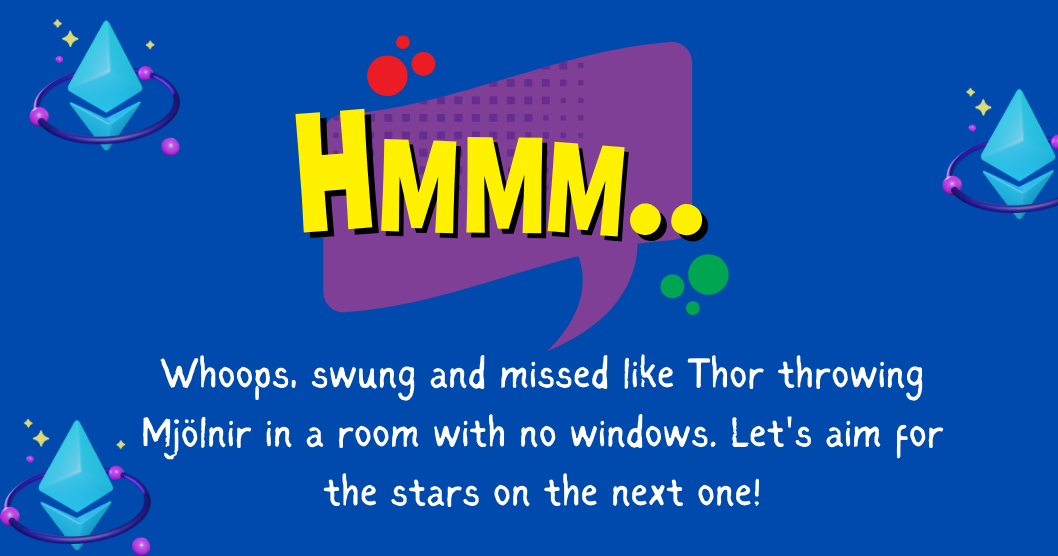 Hmmm..
Whoops, swung and missed like Thor throwing
Mjölnir in a room with no windows. Let's aim for
the stars on the next one!